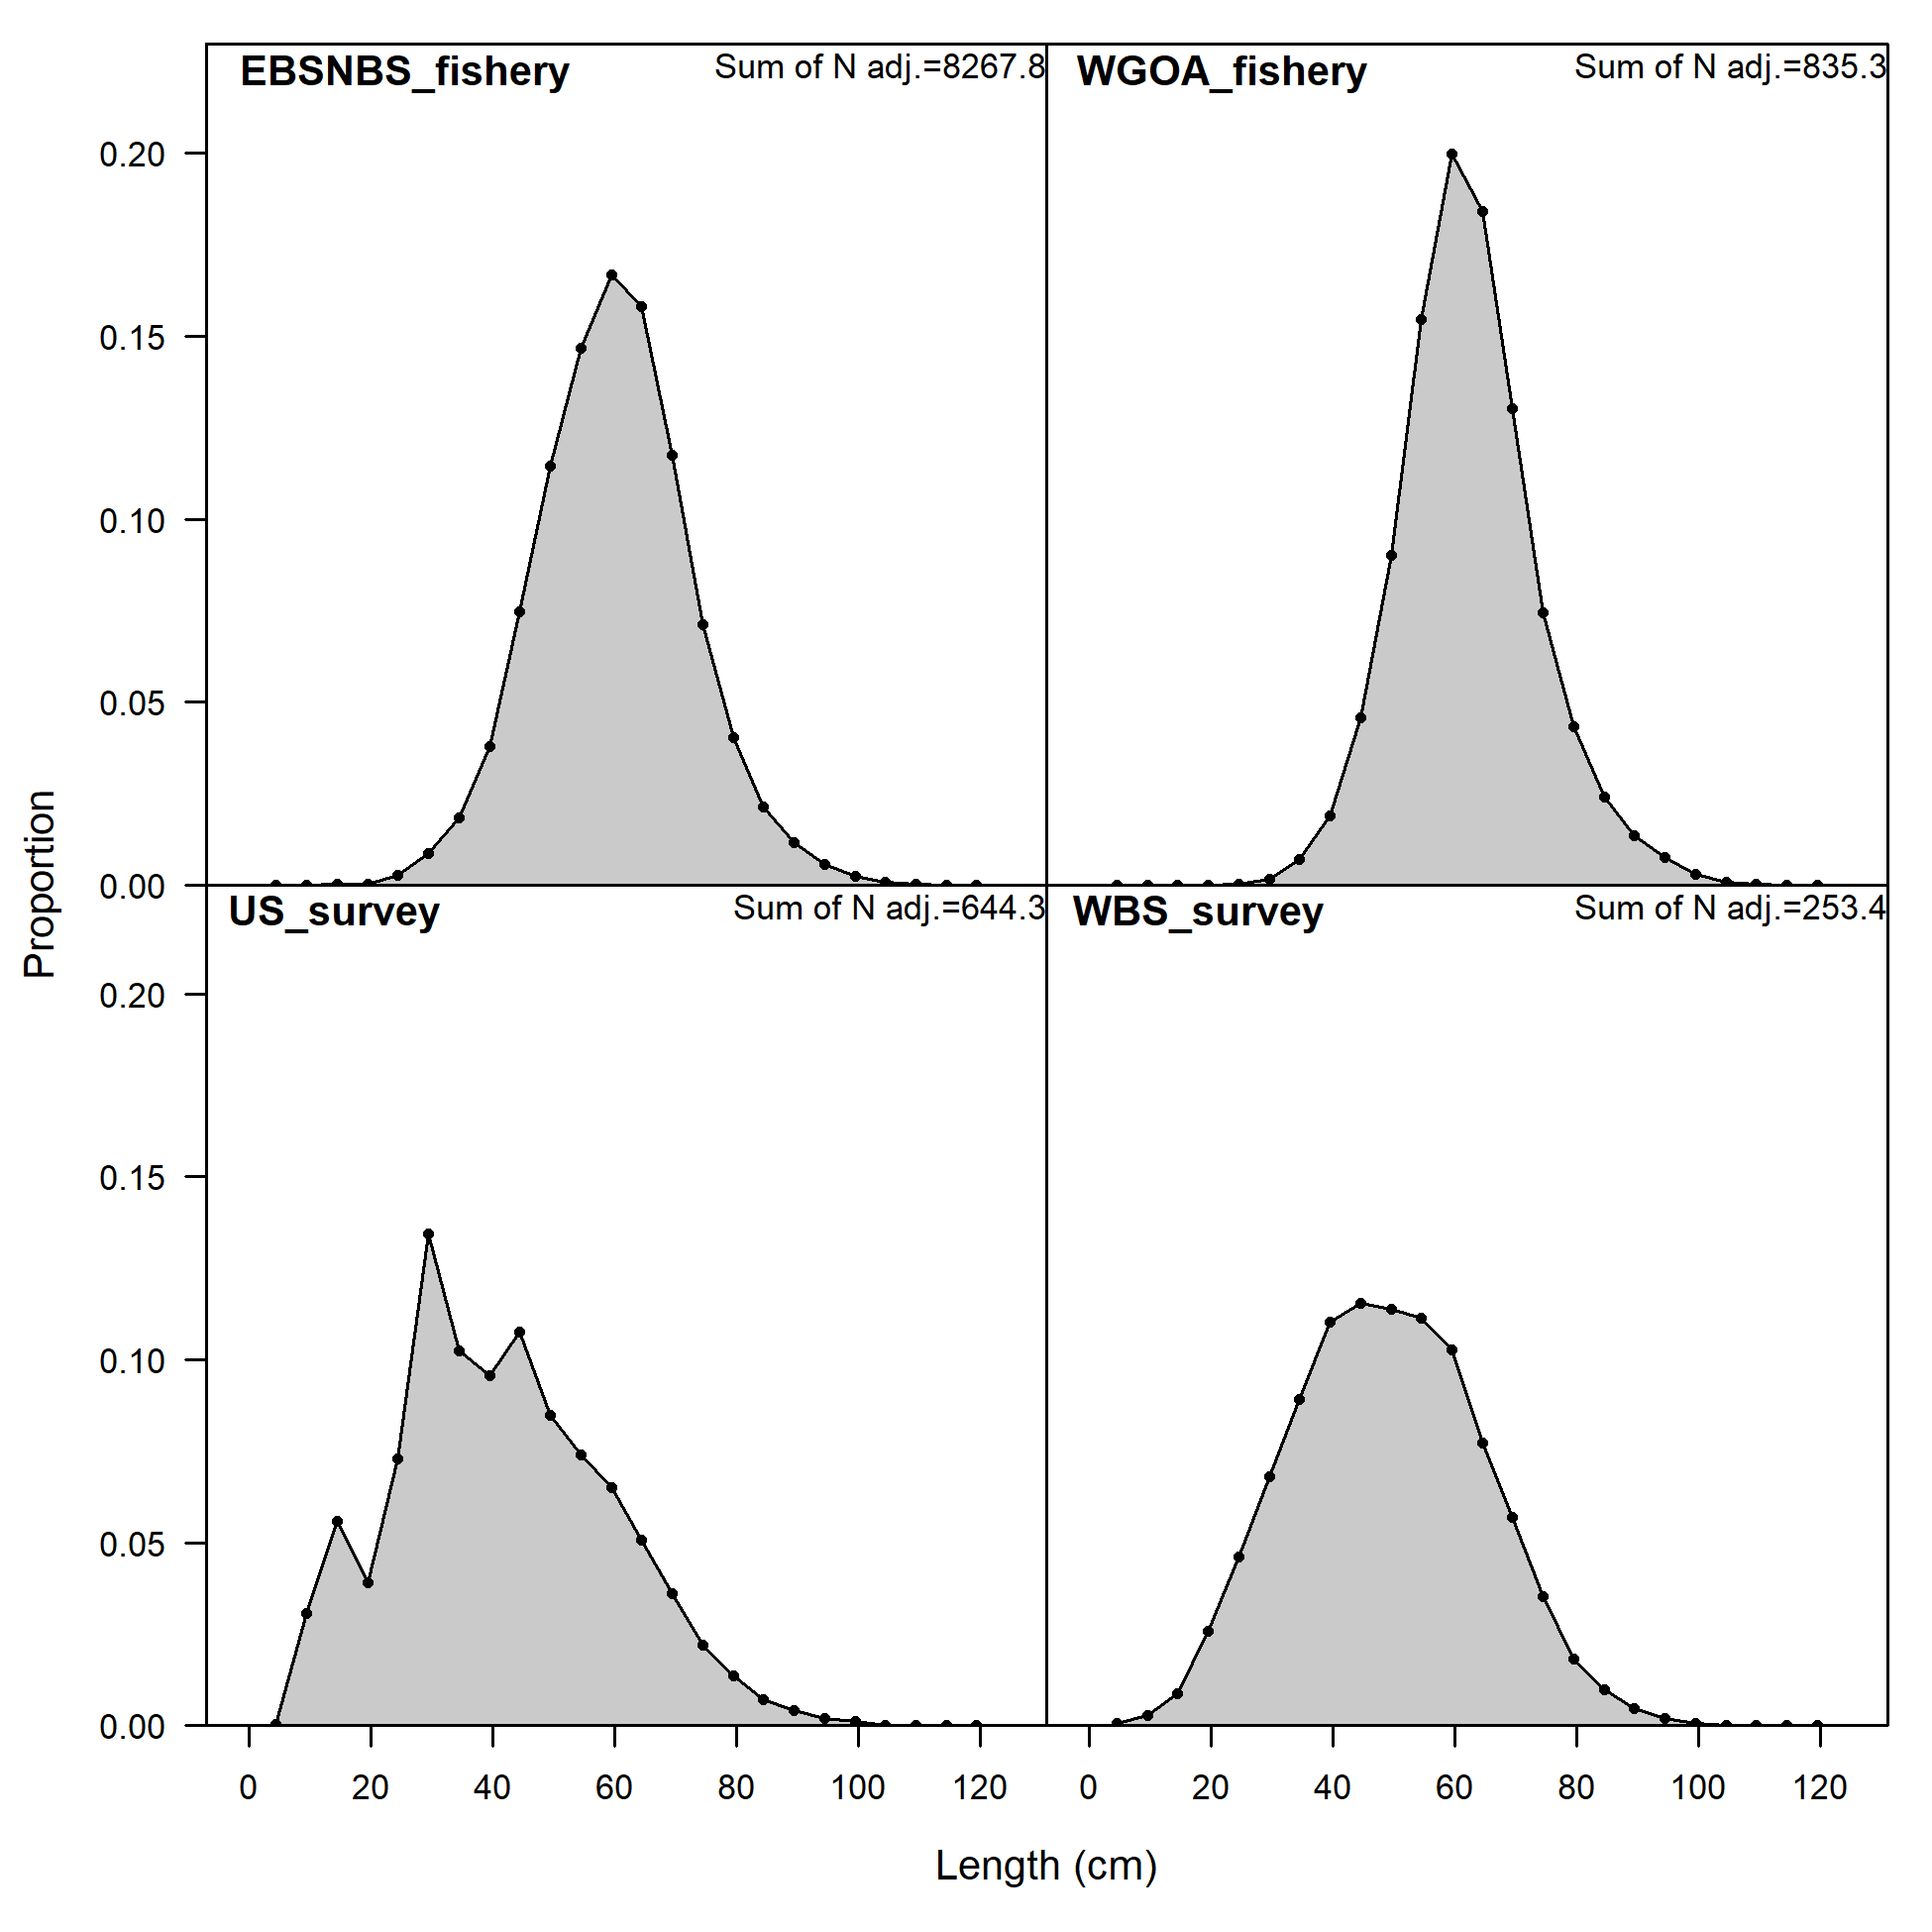 EBSNBS_fishery
Sum of N adj.=8267.8
WGOA_fishery
Sum of N adj.=835.3
0.20
0.15
0.10
0.05
0.00
US_survey
Sum of N adj.=644.3
WBS_survey
Sum of N adj.=253.4
0.20
0.15
0.10
0.05
0.00
Proportion
0 20 40 60 80 100 120
0 20 40 60 80 100 120
Length (cm)